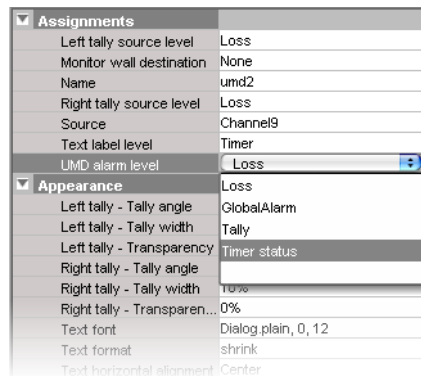 Assignments
Left tally source level Loss
Monitor wall destination None
Name umd2
Right tally source level Loss
Source Channel9
Text label level Timer
UMD alarm level Loss
Appearance Loss
Left tally - Tally angle GlobalAlarm
Left tally - Tally width Tally
Left tally - Transparency Timer status
Right tally - Tally angle
Right tally - Tally width 10%
Right tally - Transparen... 0%
Text font Dialog.plain, 0, 12
Text format shrink
Text horizontal alignment Center